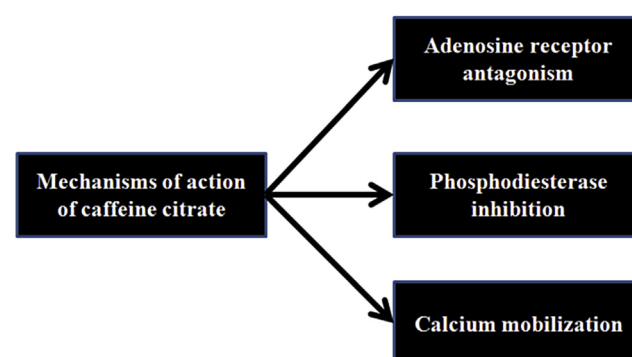 Adenosine receptor
antagonism
Mechanisms of action
of caffeine citrate
Phosphodiesterase
inhibition
Calcium mobilization